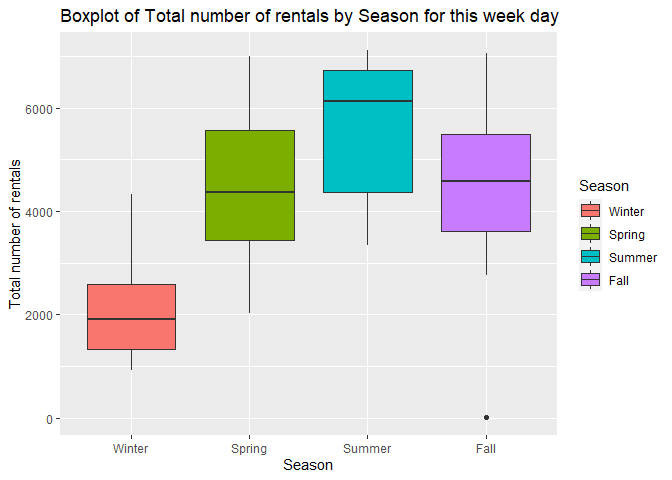 Boxplot of Total number of rentals by Season for this week day
Total number of rentals
6000
4000
2000
0
Winter Spring Summer Fall
Season
Season
Winter
Spring
Summer
Fall